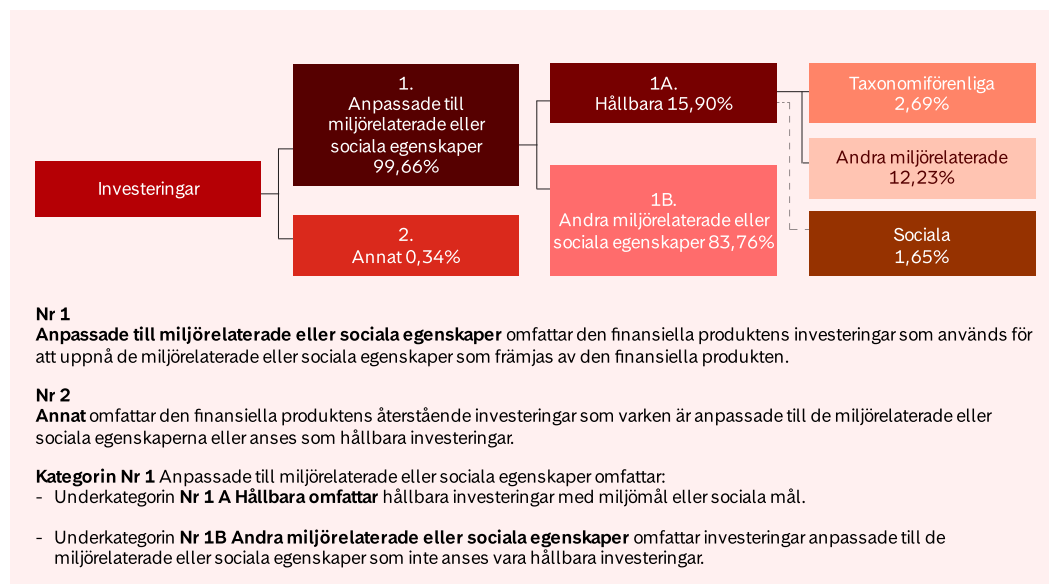 Investeringar
1.
Anpassade till
miljörelaterade eller
sociala egenskaper
99,66%
2.
Annat 0,34%
1A.
Hållbara 15,90%
1B.
Andra miljörelaterade eller
sociala egenskaper 83,76%
Taxonomiförenliga
2,69%
Andra miljörelaterade
12,23%
Sociala
1,65%
Nr 1
Anpassade till miljörelaterade eller sociala egenskaper omfattar den finansiella produktens investeringar som används för
att uppnå de miljörelaterade eller sociala egenskaper som främjas av den finansiella produkten.
Nr 2
Annat omfattar den finansiella produktens återstående investeringar som varken är anpassade till de miljörelaterade eller
sociala egenskaperna eller anses som hållbara investeringar.
Kategorin Nr 1 Anpassade till miljörelaterade eller sociala egenskaper omfattar:
- Underkategorin Nr 1 A Hållbara omfattar hållbara investeringar med miljömål eller sociala mål.
- Underkategorin Nr 1B Andra miljörelaterade eller sociala egenskaper omfattar investeringar anpassade till de
miljörelaterade eller sociala egenskaper som inte anses vara hållbara investeringar.